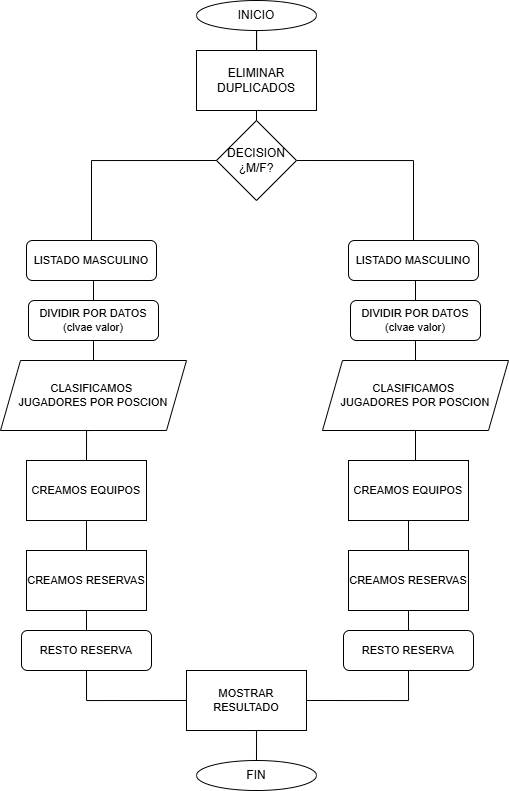 INICIO
ELIMINAR
DUPLICADOS
DECISION
¿M/F?
LISTADO MASCULINO
DIVIDIR POR DATOS
(clvae valor)
CLASIFICAMOS
JUGADORES POR POSCION
CREAMOS EQUIPOS
CREAMOS RESERVAS
RESTO RESERVA
LISTADO MASCULINO
DIVIDIR POR DATOS
(clvae valor)
CLASIFICAMOS
JUGADORES POR POSCION
CREAMOS EQUIPOS
CREAMOS RESERVAS
RESTO RESERVA
MOSTRAR
RESULTADO
FIN